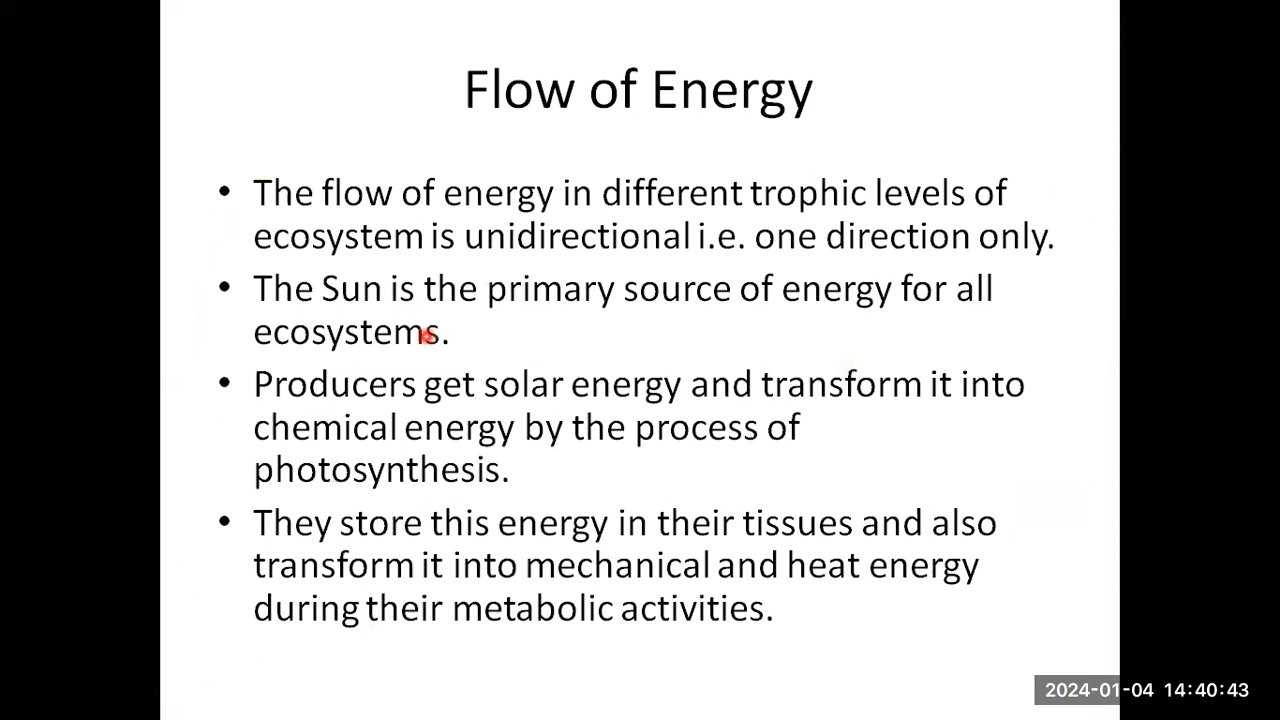 Flow of Energy
• The flow of energy in different trophic levels of
ecosystem is unidirectional i.e. one direction only.
• The Sun is the primary source of energy for all
ecosystems.
• Producers get solar energy and transform it into
chemical energy by the process of
photosynthesis.
• They store this energy in their tissues and also
transform it into mechanical and heat energy
during their metabolic activities.
2024-01-04 14:40:43